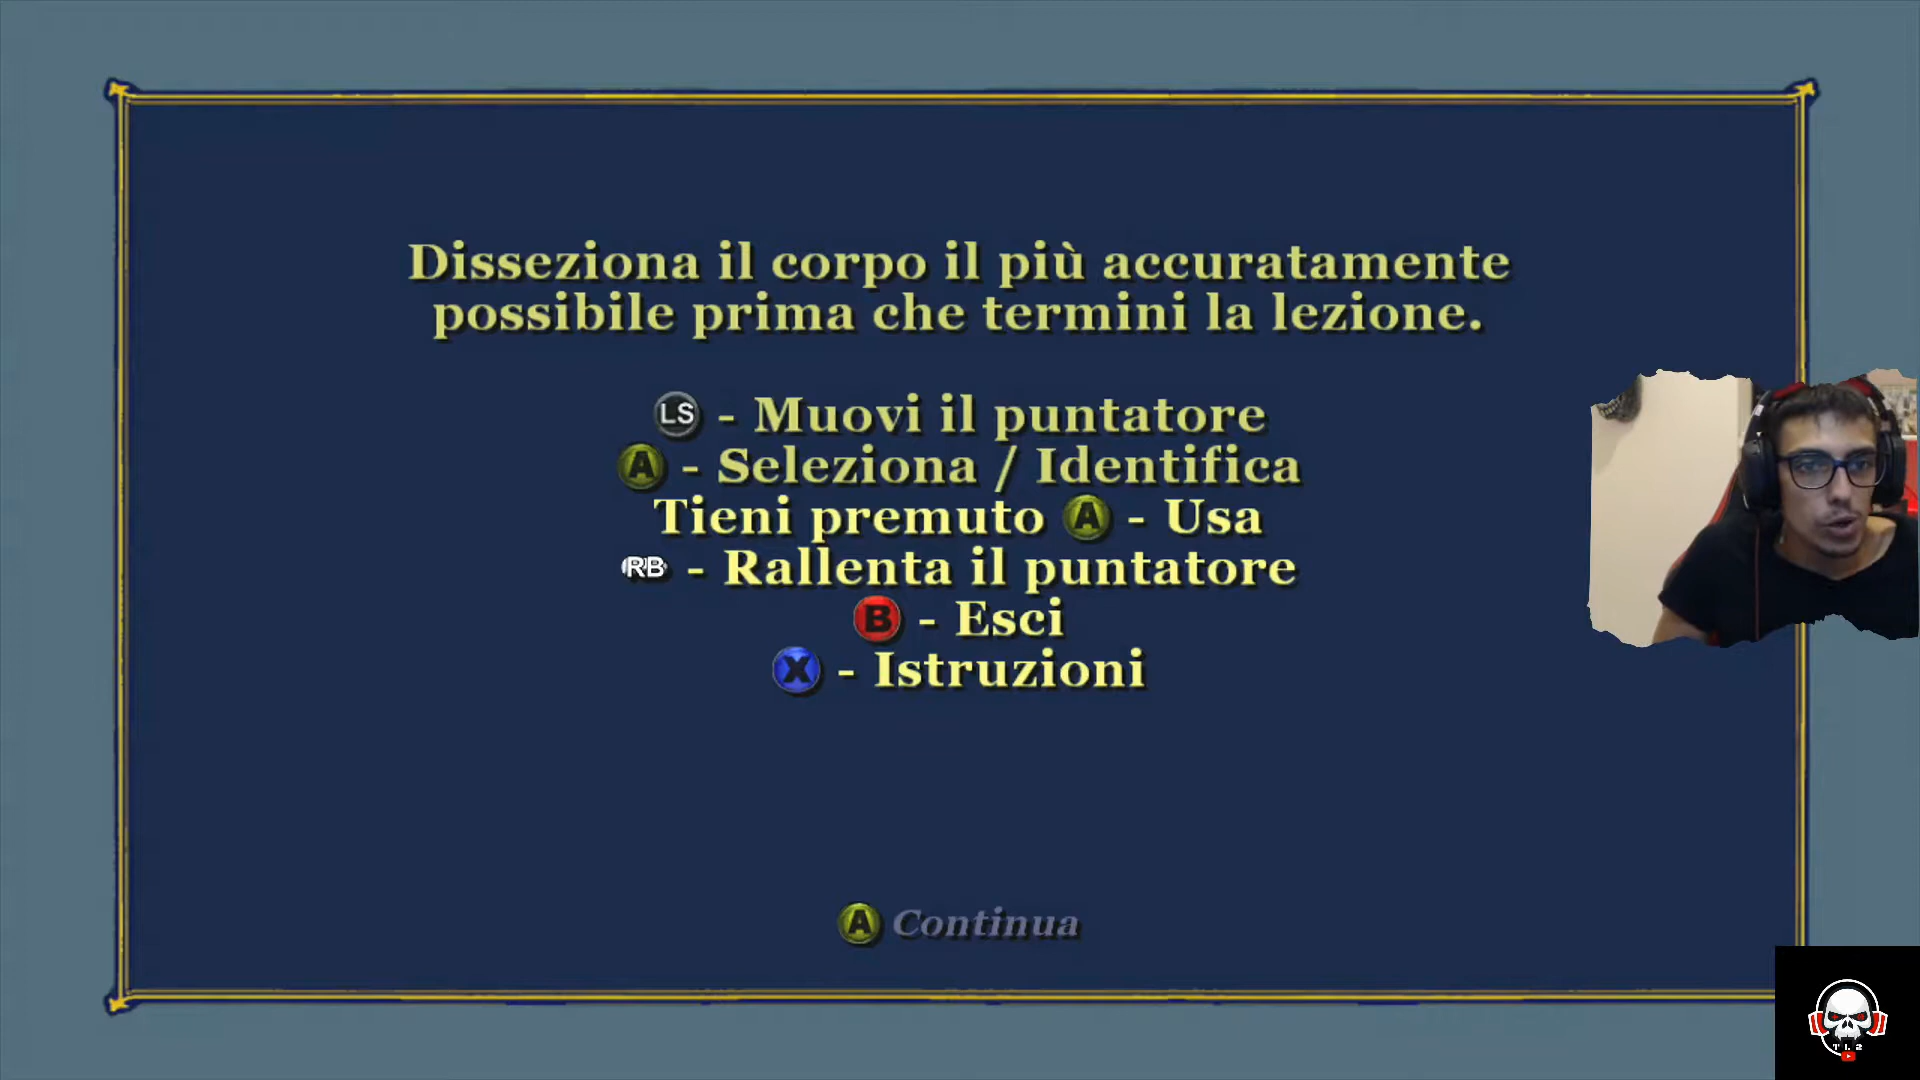 Disseziona il corpo il più accuratamente
possibile prima che termini la lezione.
LS - Muovi il puntatore
A - Seleziona / Identifica
Tieni premuto A - Usa
RB - Rallenta il puntatore
B - Esci
X - Istruzioni
A Continua